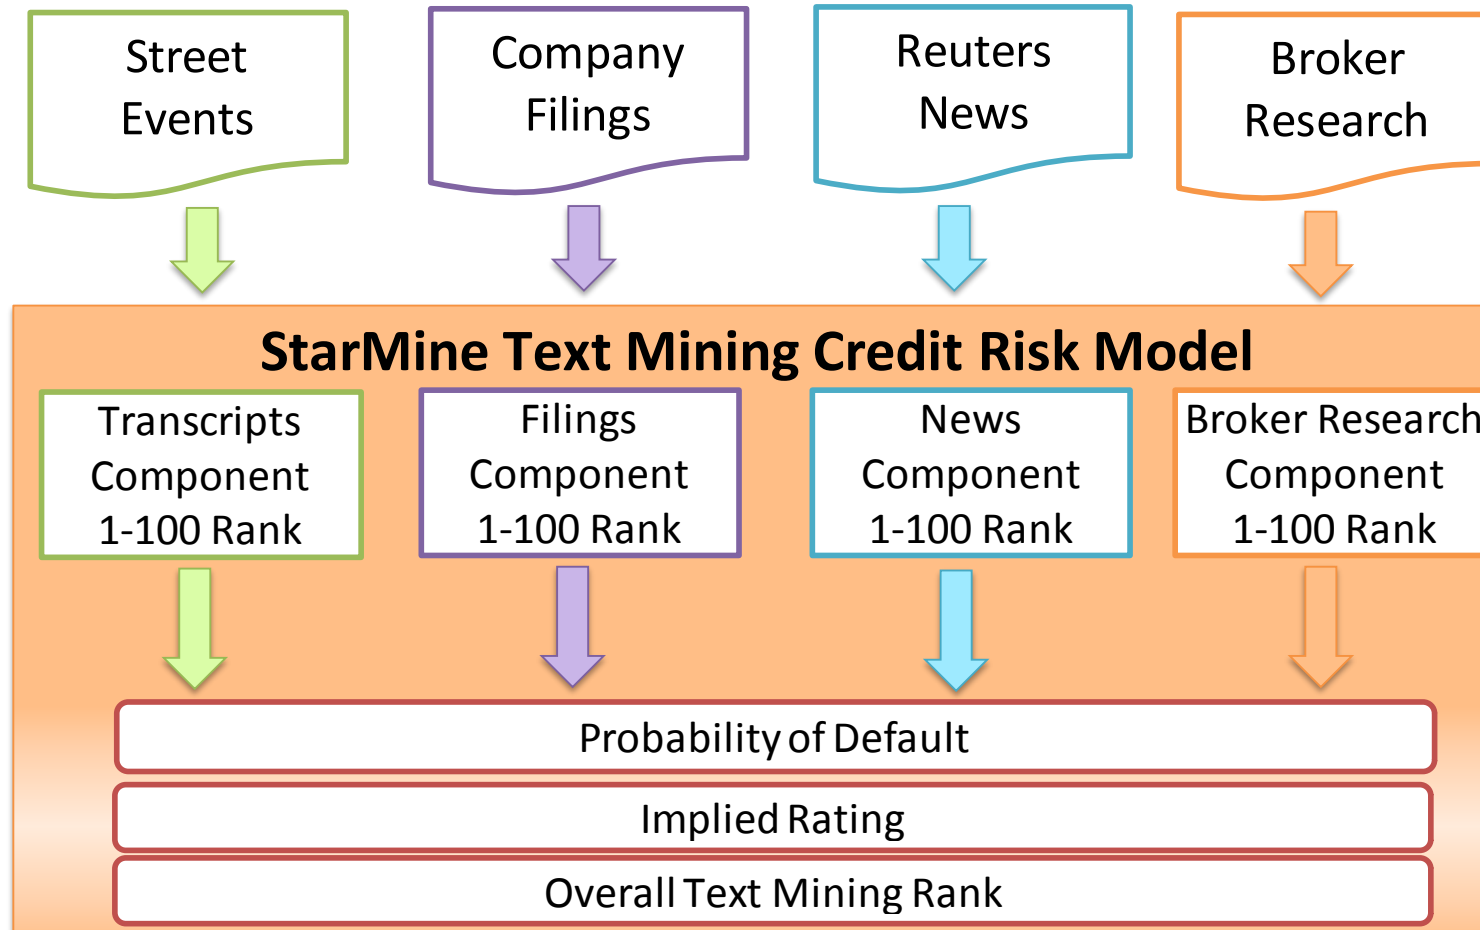 Street
Events
Company
Filings
Reuters
News
Broker
Research
StarMine Text Mining Credit Risk Model
Transcripts
Component
1-100 Rank
Filings
Component
1-100 Rank
News
Component
1-100 Rank
Broker Research
Component
1-100 Rank
Probability of Default
Implied Rating
Overall Text Mining Rank